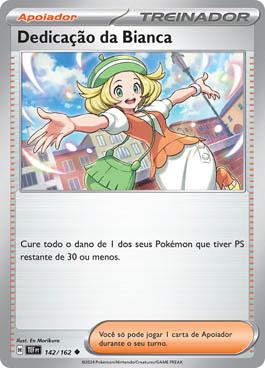 Apoiador
TREINADOR
Dedicação da Bianca
Cure todo o dano de 1 dos seus Pokémon que tiver PS
restante de 30 ou menos.
Ilust. En Morikura
H TEF PT 142/162
Você só pode jogar 1 carta de Apoiador
durante o seu turno.
©2024 Pokémon/Nintendo/Creatures/GAME FREAK